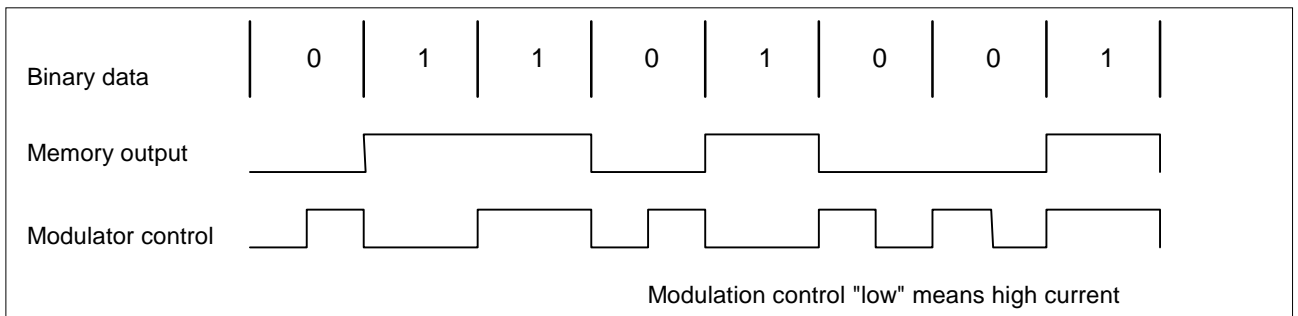 Binary data 0 1 1 0 1 0 0 1
Memory output
Modulator control
Modulation control "low" means high current